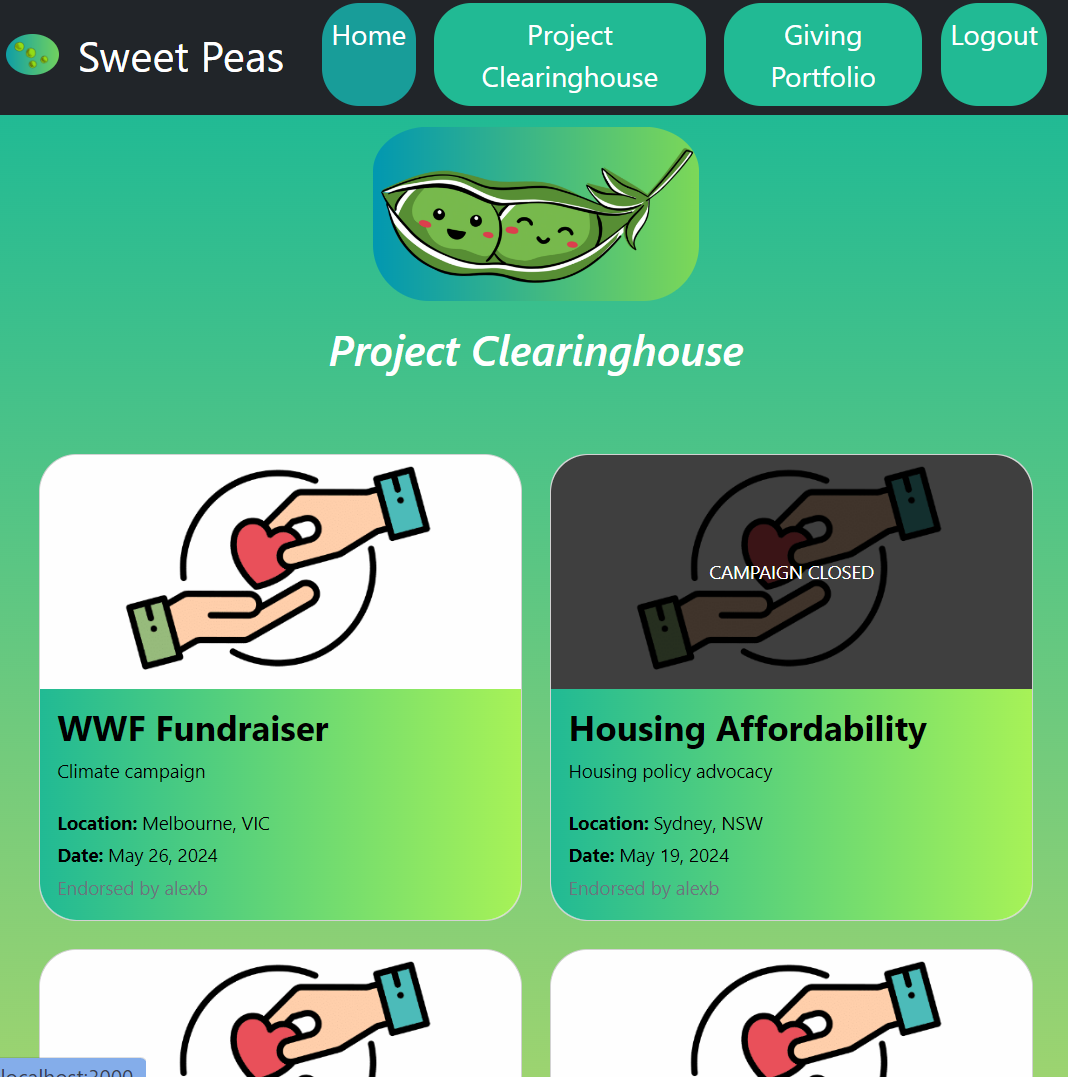 Sweet Peas
Home
Project
Clearinghouse
Giving
Portfolio
Logout
Project Clearinghouse
CAMPAIGN CLOSED
WWF Fundraiser
Climate campaign
Location: Melbourne, VIC
Date: May 26, 2024
Endorsed by alexb
Housing Affordability
Housing policy advocacy
Location: Sydney, NSW
Date: May 19, 2024
Endorsed by alexb
localhost:3000